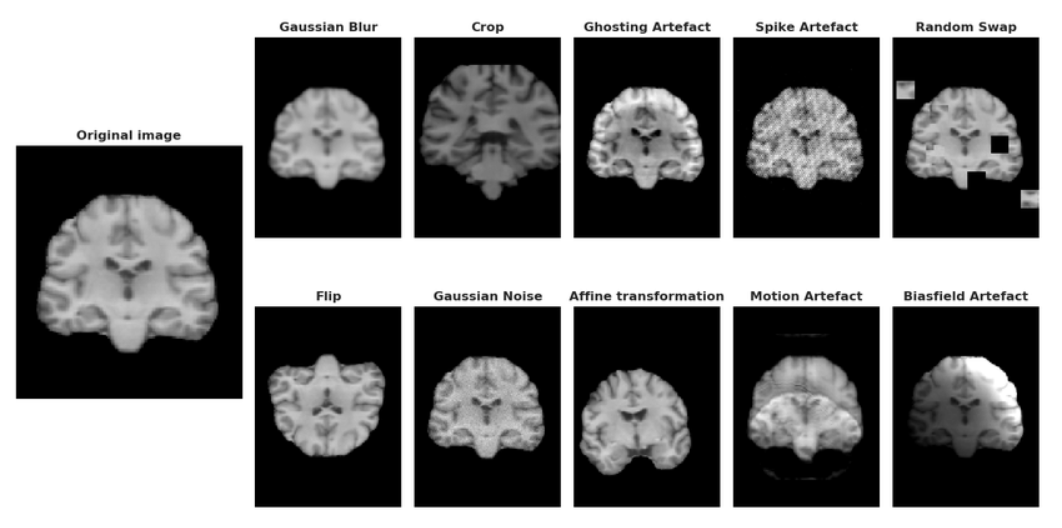 Original image
Gaussian Blur
Crop
Ghosting Artefact
Spike Artefact
Random Swap
Flip
Gaussian Noise
Affine transformation
Motion Artefact
Biasfield Artefact